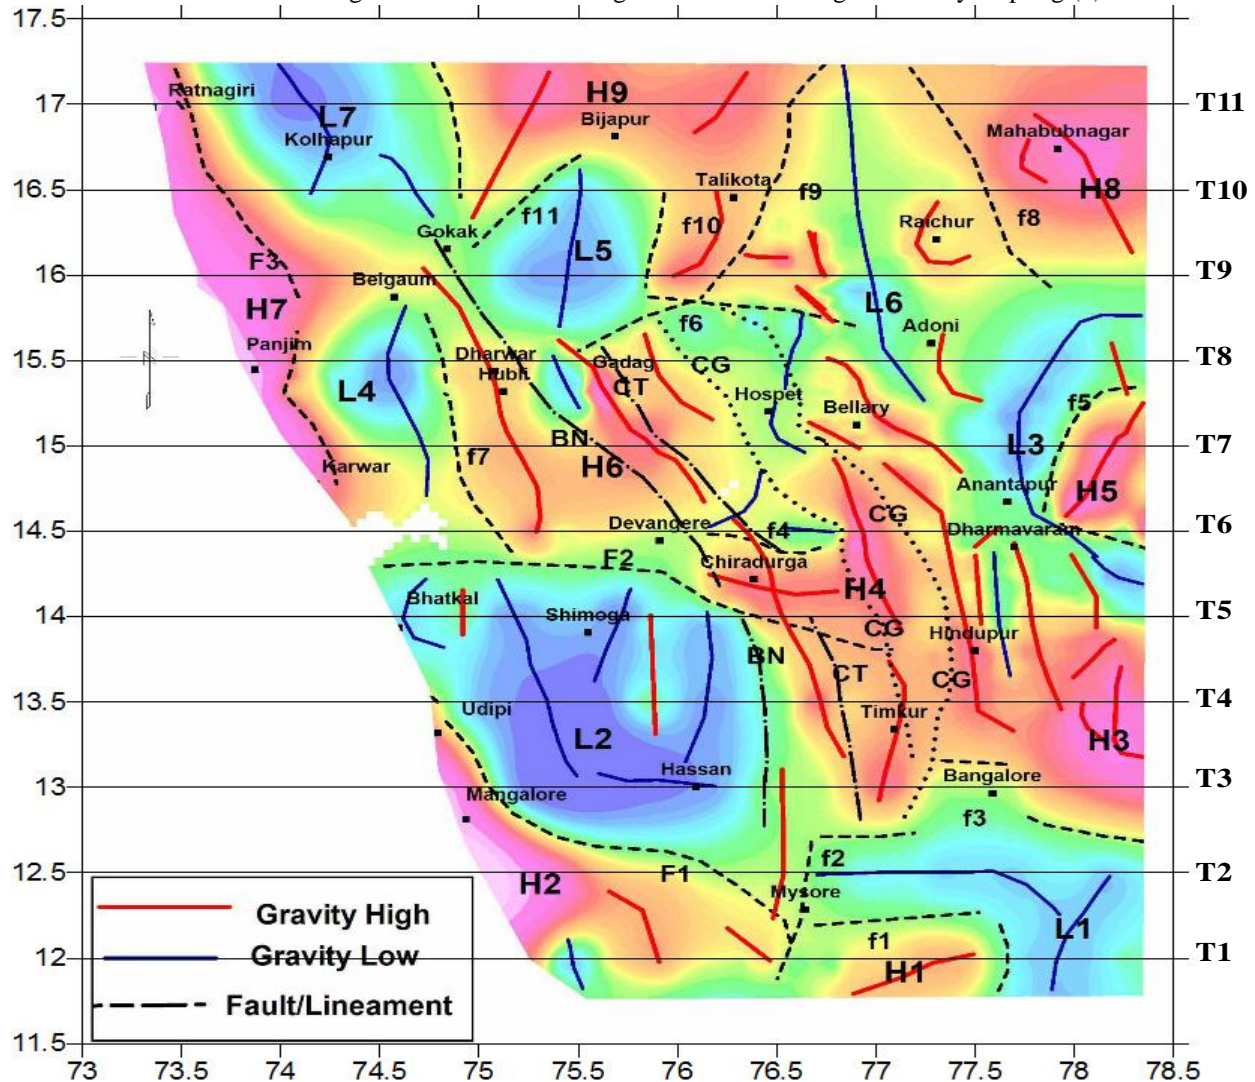 17.5
Ratnagiri
H9
17
T11
L7
Bijapur
Mahabubnagar
Kolhapur
Talikota
16.5
f9
H8
T10
f11
f10
Raichur
f8
Gokak
L5
F3
16
T9
Belgaum
H7
L6
f6
Adoni
Panjim
Dharwar
Gadag
CG
15.5
T8
Hubli
CT
L4
Hospet
f5
Bellary
BN
15
L3
T7
Karwar
f7
H6
Anantapur
H5
CG
Devangere
f4
Dharmavaram
14.5
T6
F2
Chiradurga
H4
Bhatkal
14
Shimoga
T5
CG
Hindupur
BN
CT
CG
13.5
Udipi
Timkur
T4
L2
H3
Hassan
Bangalore
13
Mangalore
T3
f3
f2
12.5
H2
F1
T2
Mysore
Gravity High
L1
f1
12
Gravity Low
H1
T1
Fault/Lineament
11.5
73 73.5 74 74.5 75 75.5 76 76.5 77 77.5 78 78.5